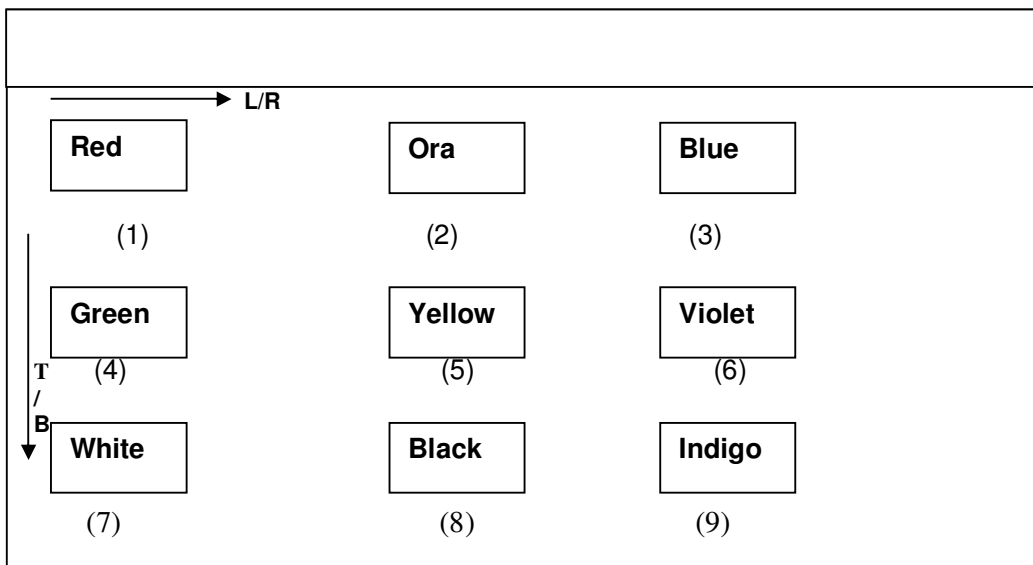 L/R
Red Ora Blue
(1) (2) (3)
Green Yellow Violet
(4) (5) (6)
T
/
B
White Black Indigo
(7) (8) (9)